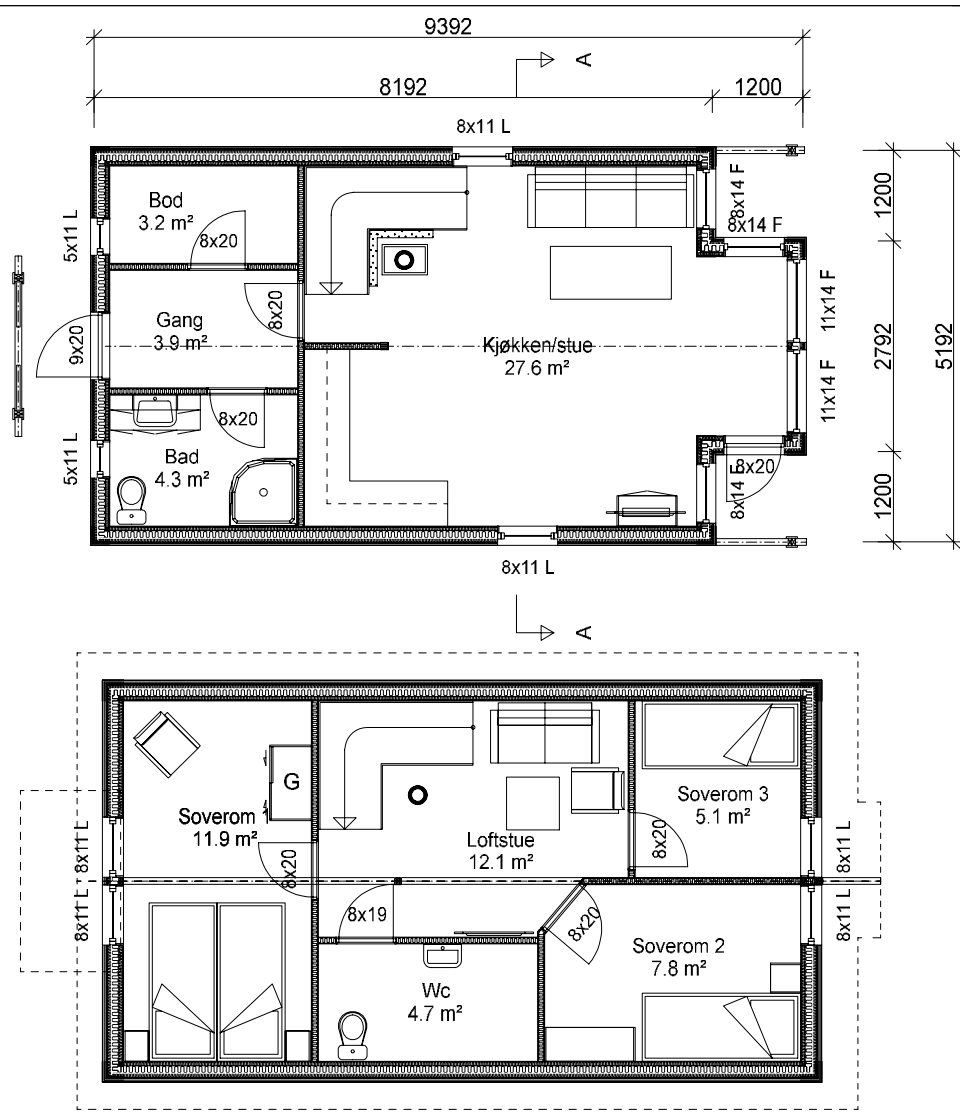 9392
A
8192
1200
8x11 L
Bod
3.2 m²
8x20
5x11 L
8x14 F
8x14 F
1200
Gang
3.9 m²
8x20
9x20
Kjøkken/stue
27.6 m²
11x14 F
11x14 F
2792
5192
8x20
Bad
4.3 m²
5x11 L
8x20
8x14 F
1200
8x11 L
A
G
Soverom
11.9 m²
8x20
Loftstue
12.1 m²
Soverom 3
5.1 m²
8x20
8x11 L
8x11 L
8x11 L
8x11 L
8x19
8x20
Soverom 2
7.8 m²
Wc
4.7 m²